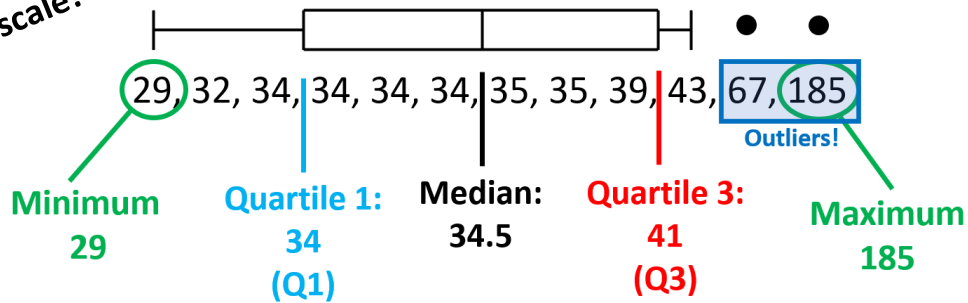 scale?
29, 32, 34, 34, 34, 34, 35, 35, 39, 43, 67, 185
Outliers!
Minimum
29
Quartile 1:
34
(Q1)
Median:
34.5
Quartile 3:
41
(Q3)
Maximum
185